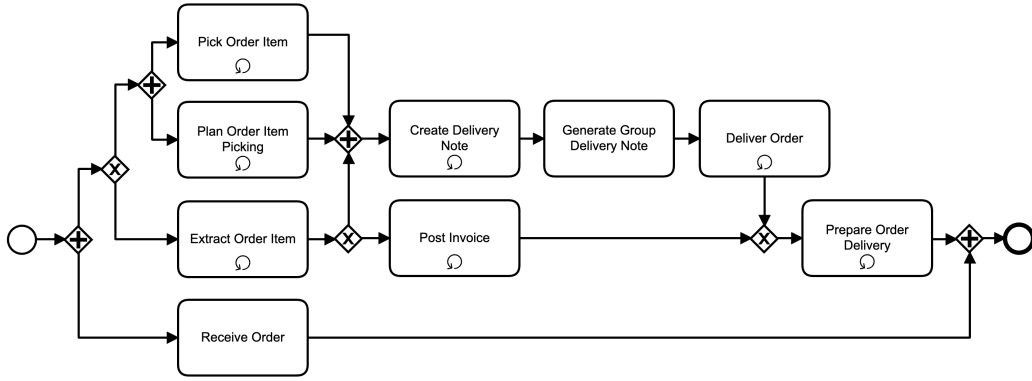 Pick Order Item
Plan Order Item
Picking
Create Delivery
Note
Generate Group
Delivery Note
Deliver Order
Extract Order Item
Post Invoice
Prepare Order
Delivery
Receive Order